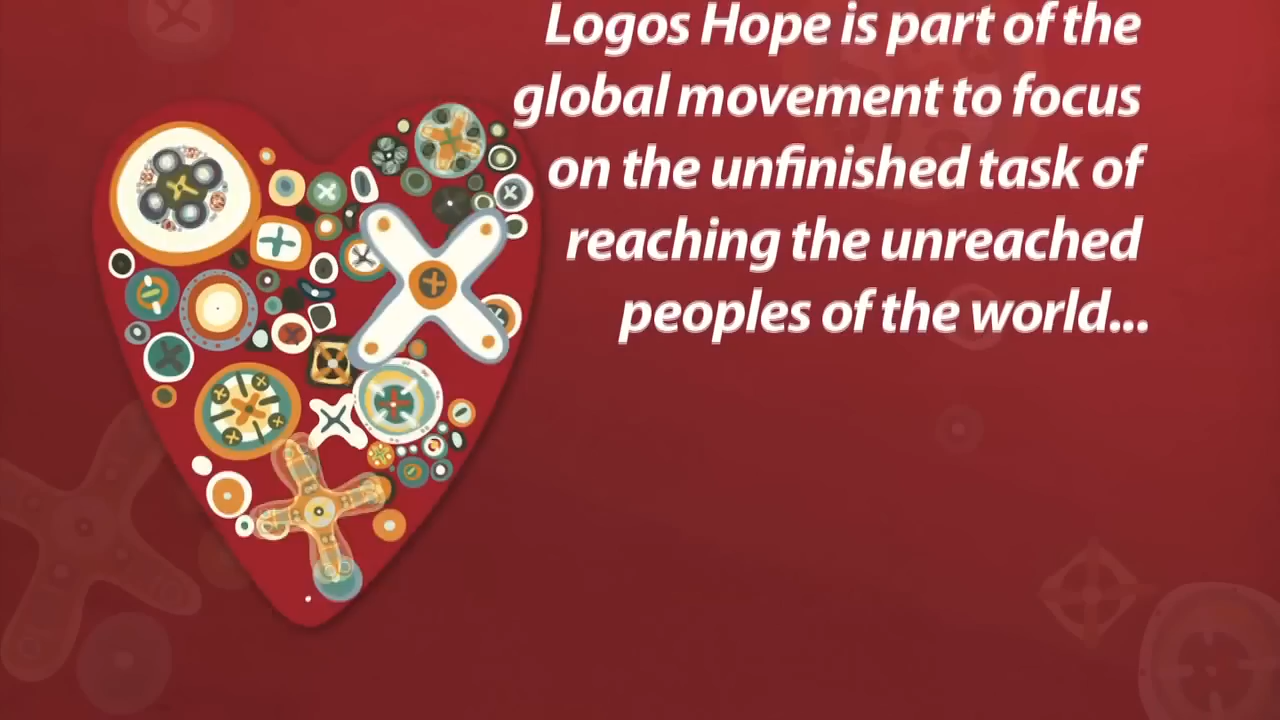 Logos Hope is part of the
global movement to focus
on the unfinished task of
reaching the unreached
peoples of the world...